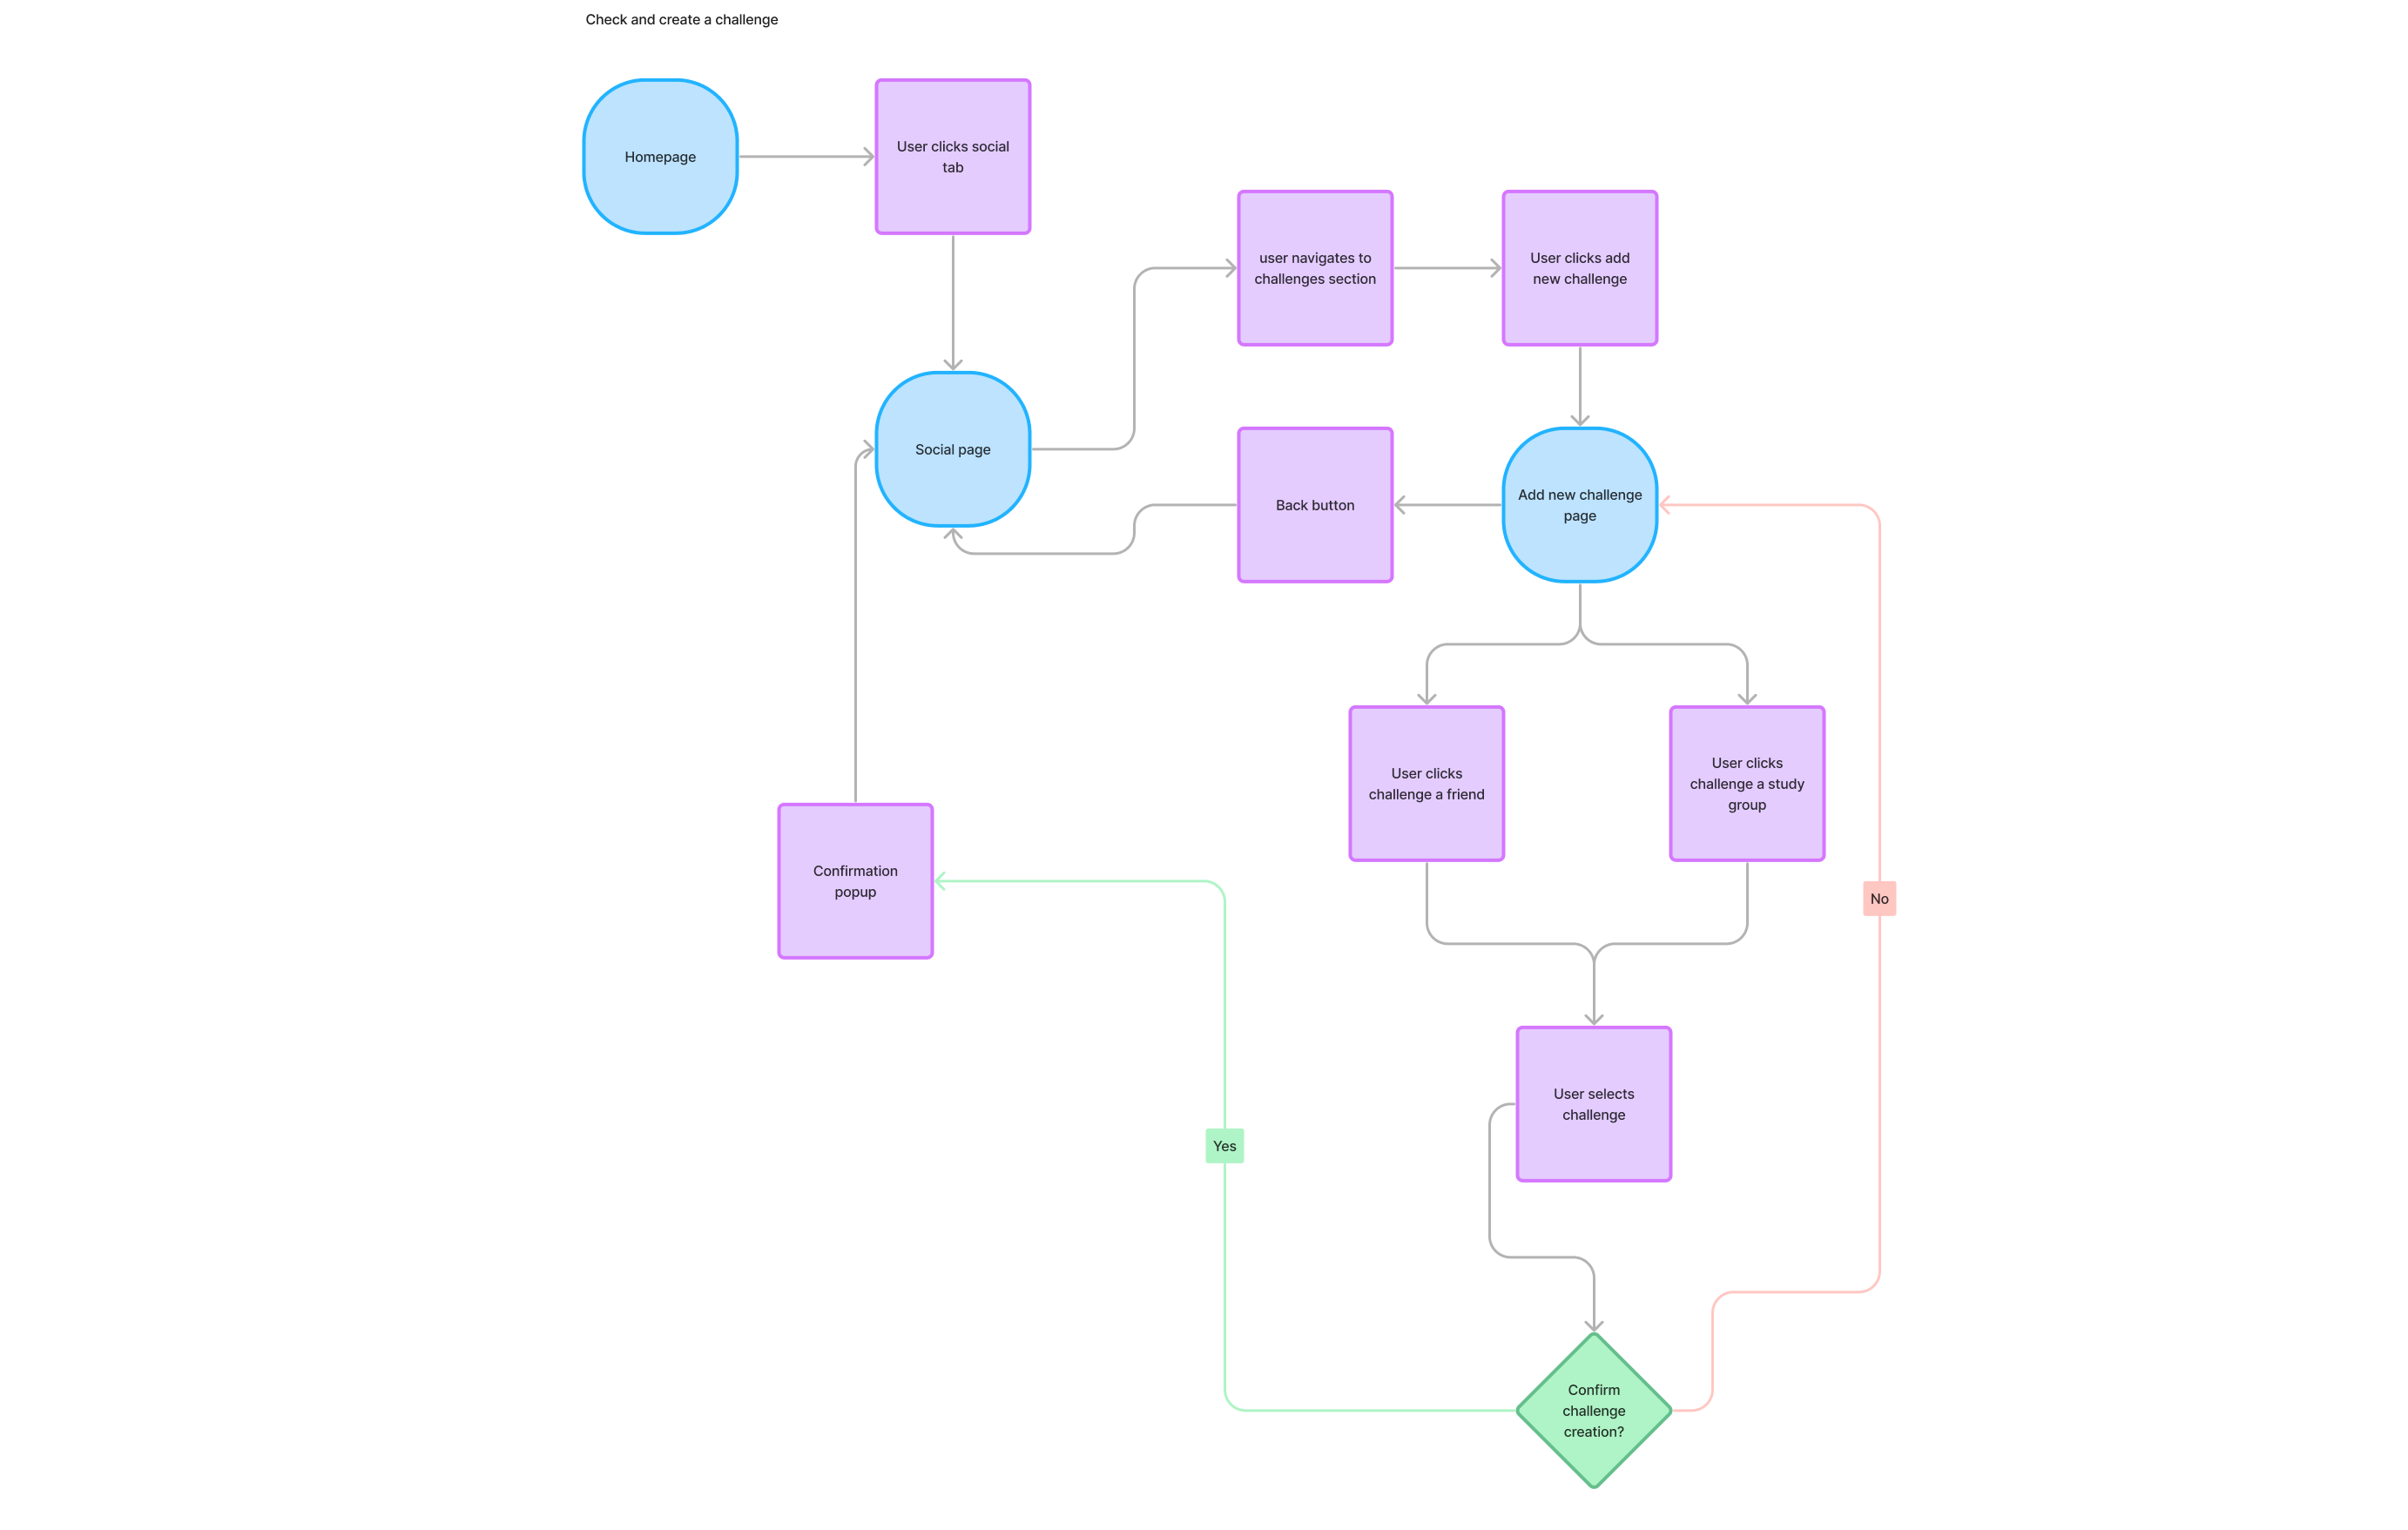 Check and create a challenge
Homepage
User clicks social
tab
user navigates to
challenges section
User clicks add
new challenge
Social page
Back button
Add new challenge
page
User clicks
challenge a friend
User clicks
challenge a study
group
Confirmation
popup
No
User selects
challenge
Yes
Confirm
challenge
creation?